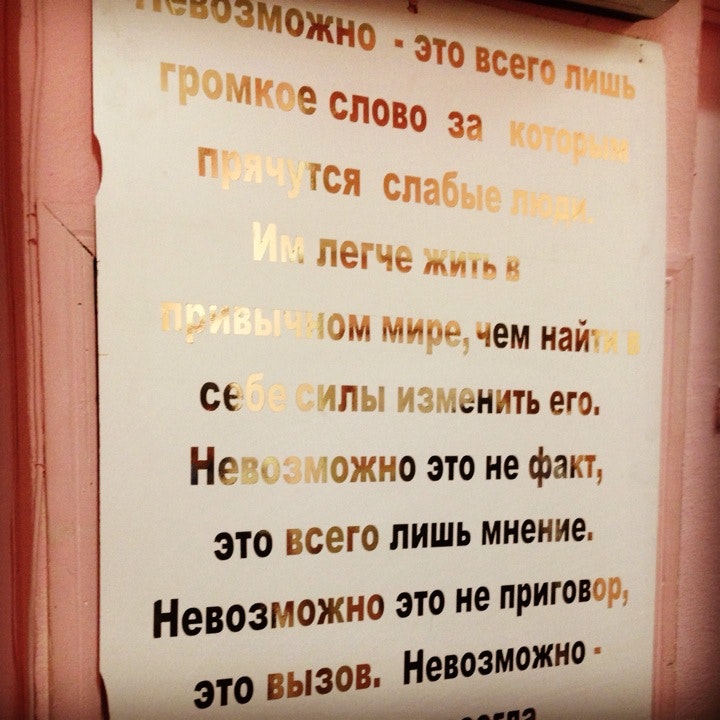 Невозможно - это всего лишь
громкое слово за которым
прячутся слабые люди.
Им легче жить в
привычном мире, чем найти в
себе силы изменить его.
Невозможно это не факт,
это всего лишь мнение.
Невозможно это не приговор,
это вызов. Невозможно -